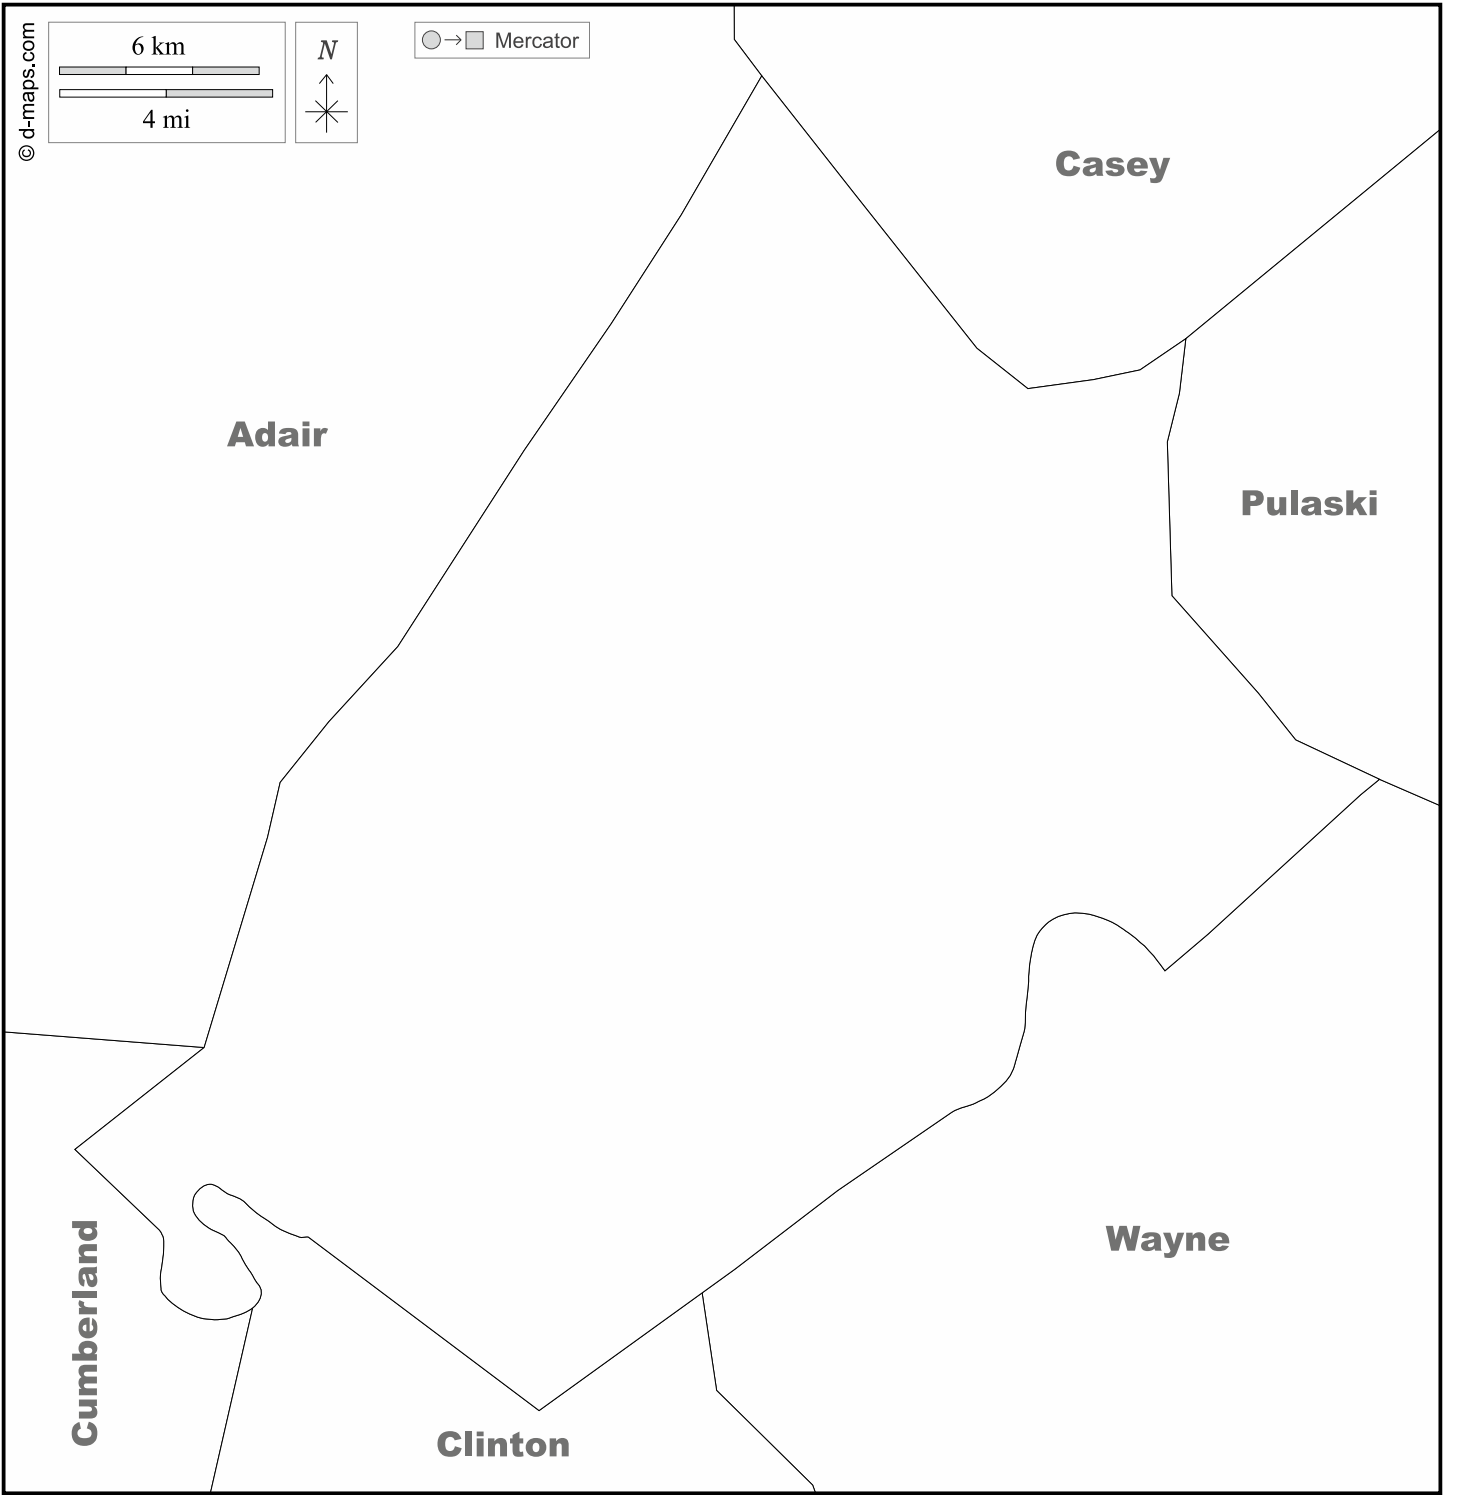 © d-maps.com
6 km
4 mi
N
Mercator
Casey
Adair
Pulaski
Cumberland
Wayne
Clinton